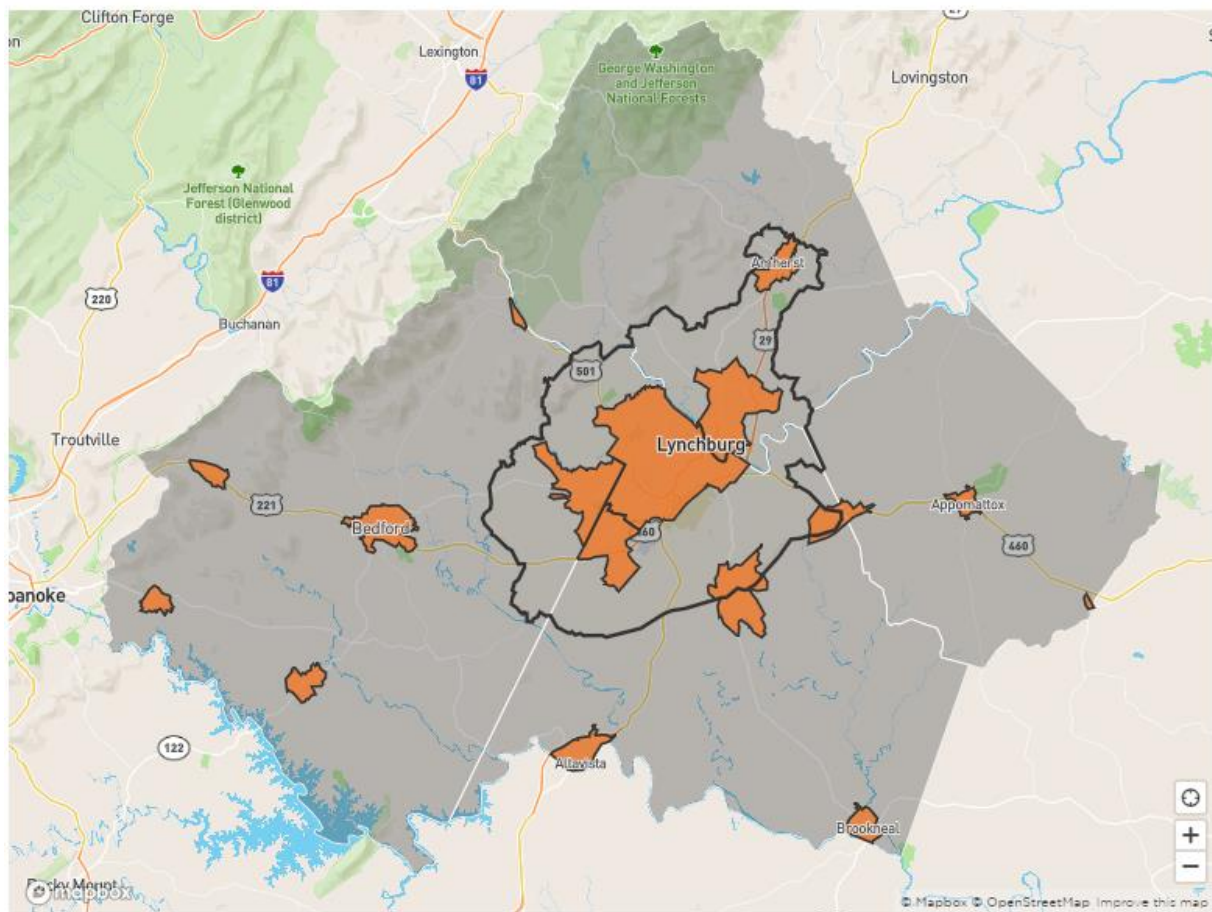 Clifton Forge
27
Lexington
81
George Washington
and Jefferson
National Forests
Lovingston
Jefferson National
Forest (Glenwood
district)
81
220
Buchanan
Amherst
29
501
Troutville
Lynchburg
221
Bedford
60
Appomattox
460
anoke
122
Altavista
Brookneal
Rocky Mount
mapbox
+
−
© Mapbox © OpenStreetMap Improve this map